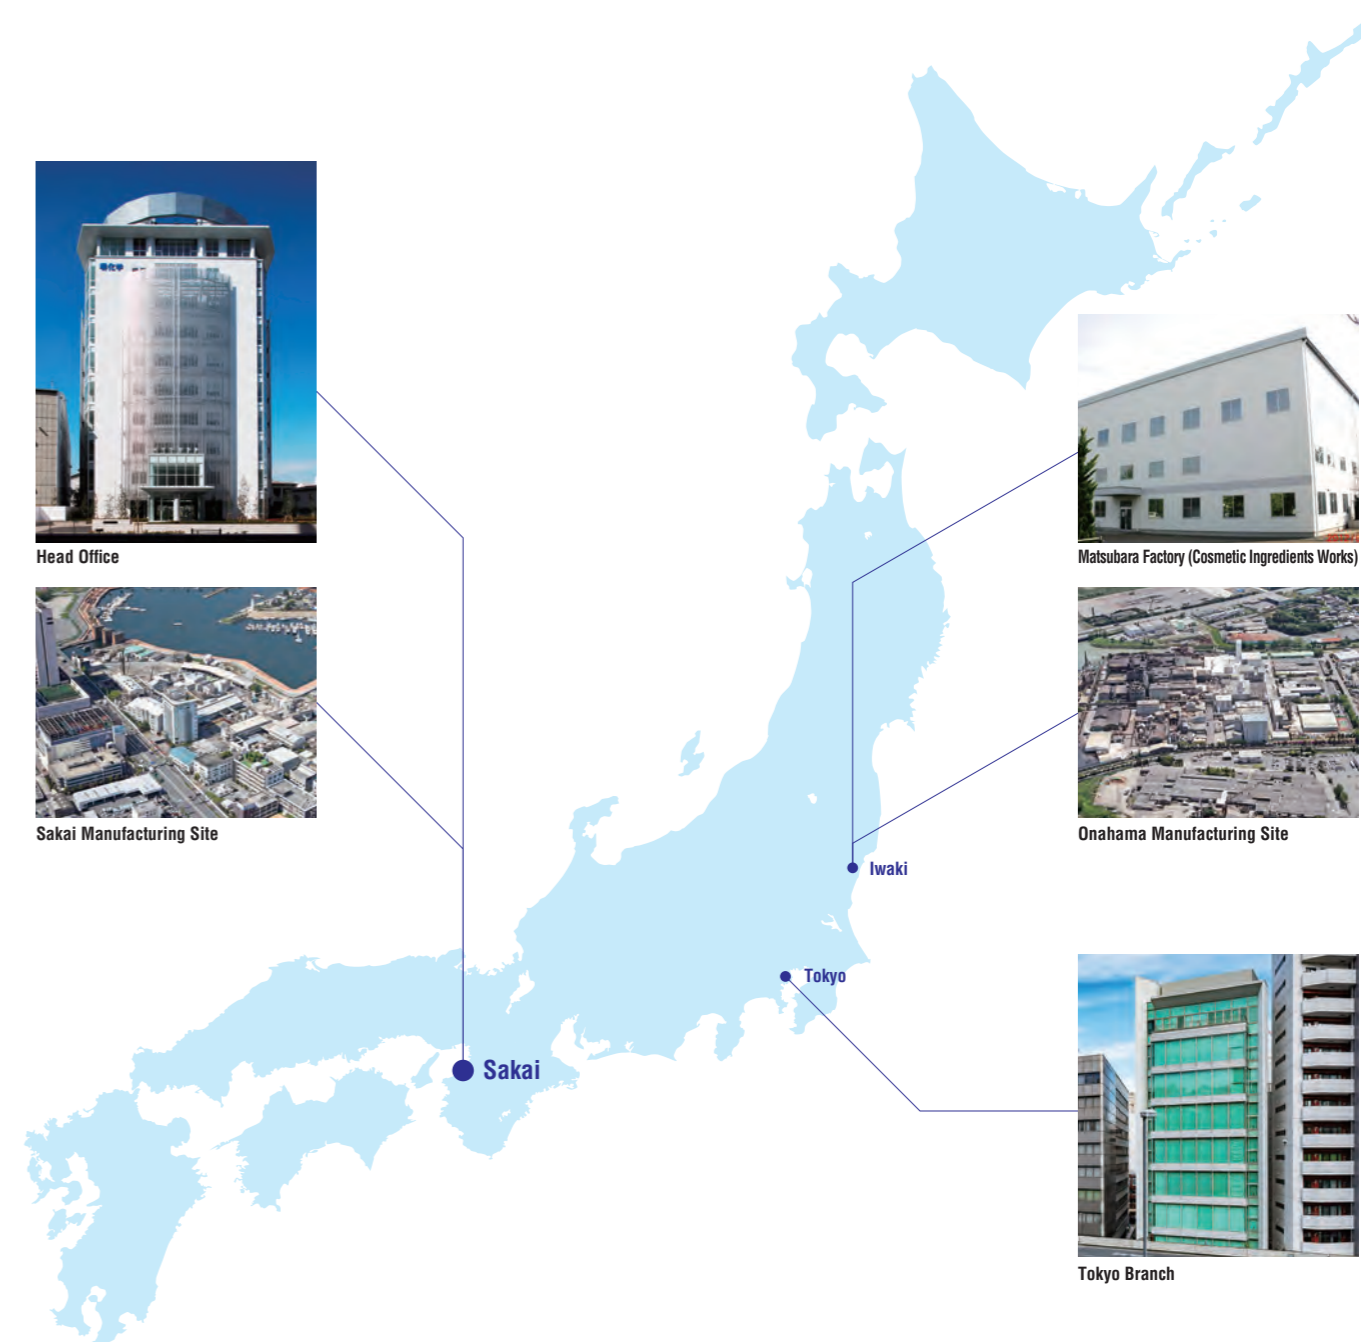 Head Office
Sakai Manufacturing Site
Matsubara Factory (Cosmetic Ingredients Works)
Onahama Manufacturing Site
Iwaki
Tokyo
Sakai
Tokyo Branch